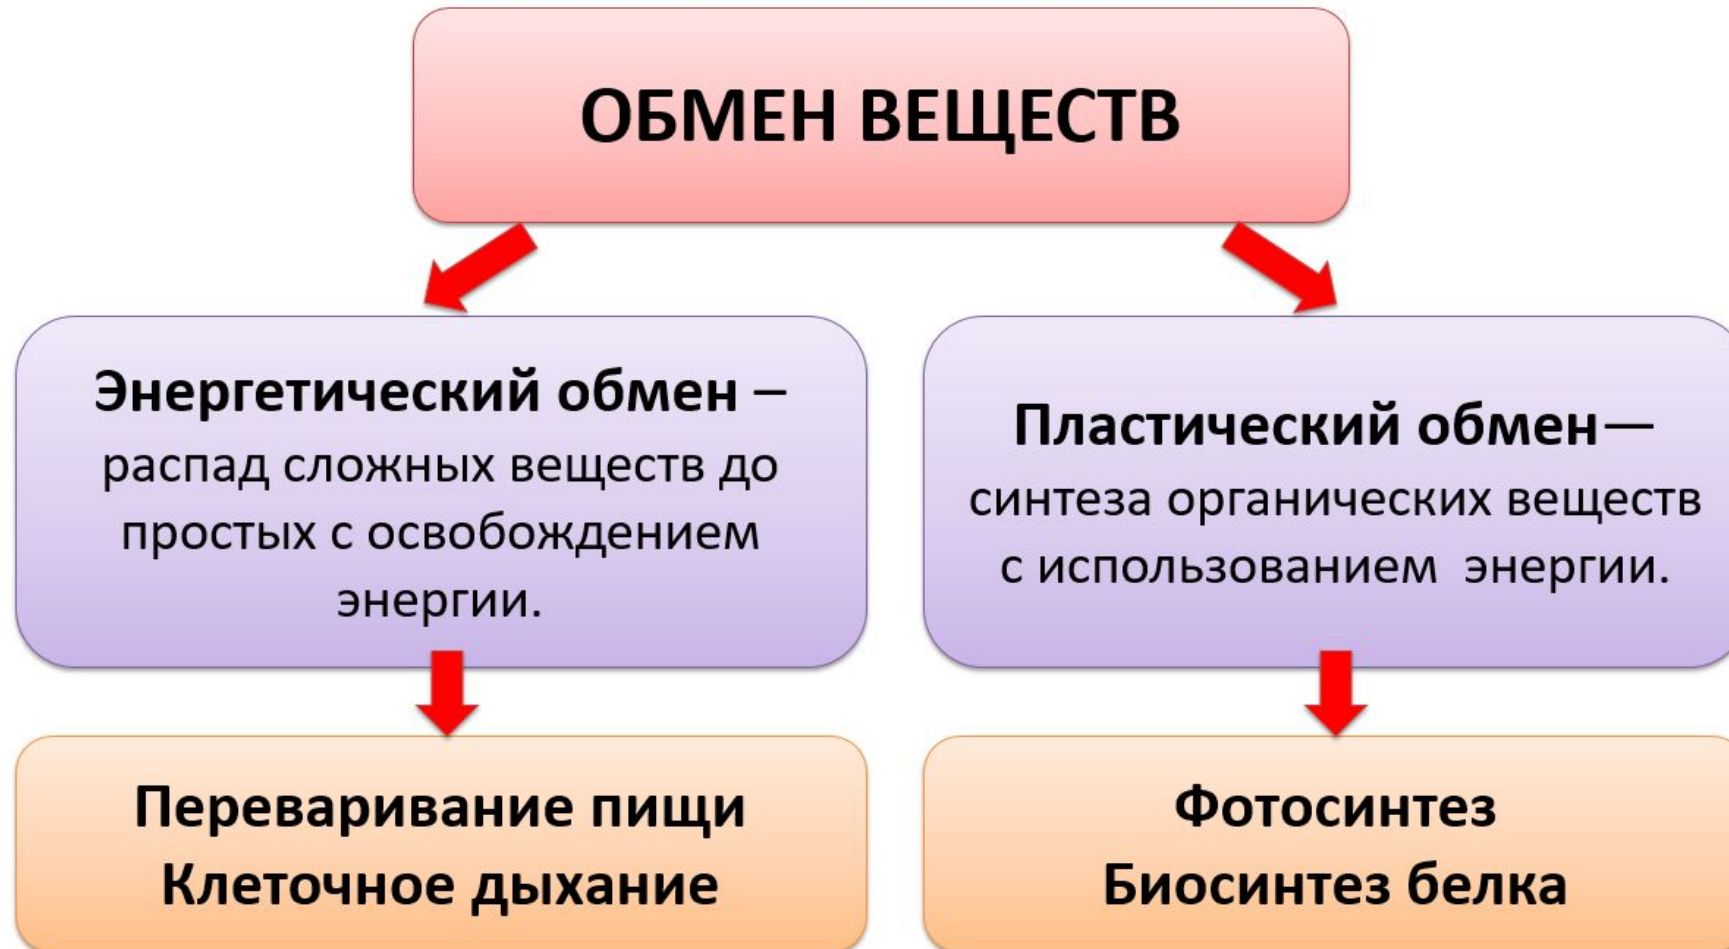 ОБМЕН ВЕЩЕСТВ
Энергетический обмен –
распад сложных веществ до
простых с освобождением
энергии.
Пластический обмен—
синтеза органических веществ
с использованием  энергии.
Переваривание пищи
Клеточное дыхание
Фотосинтез
Биосинтез белка